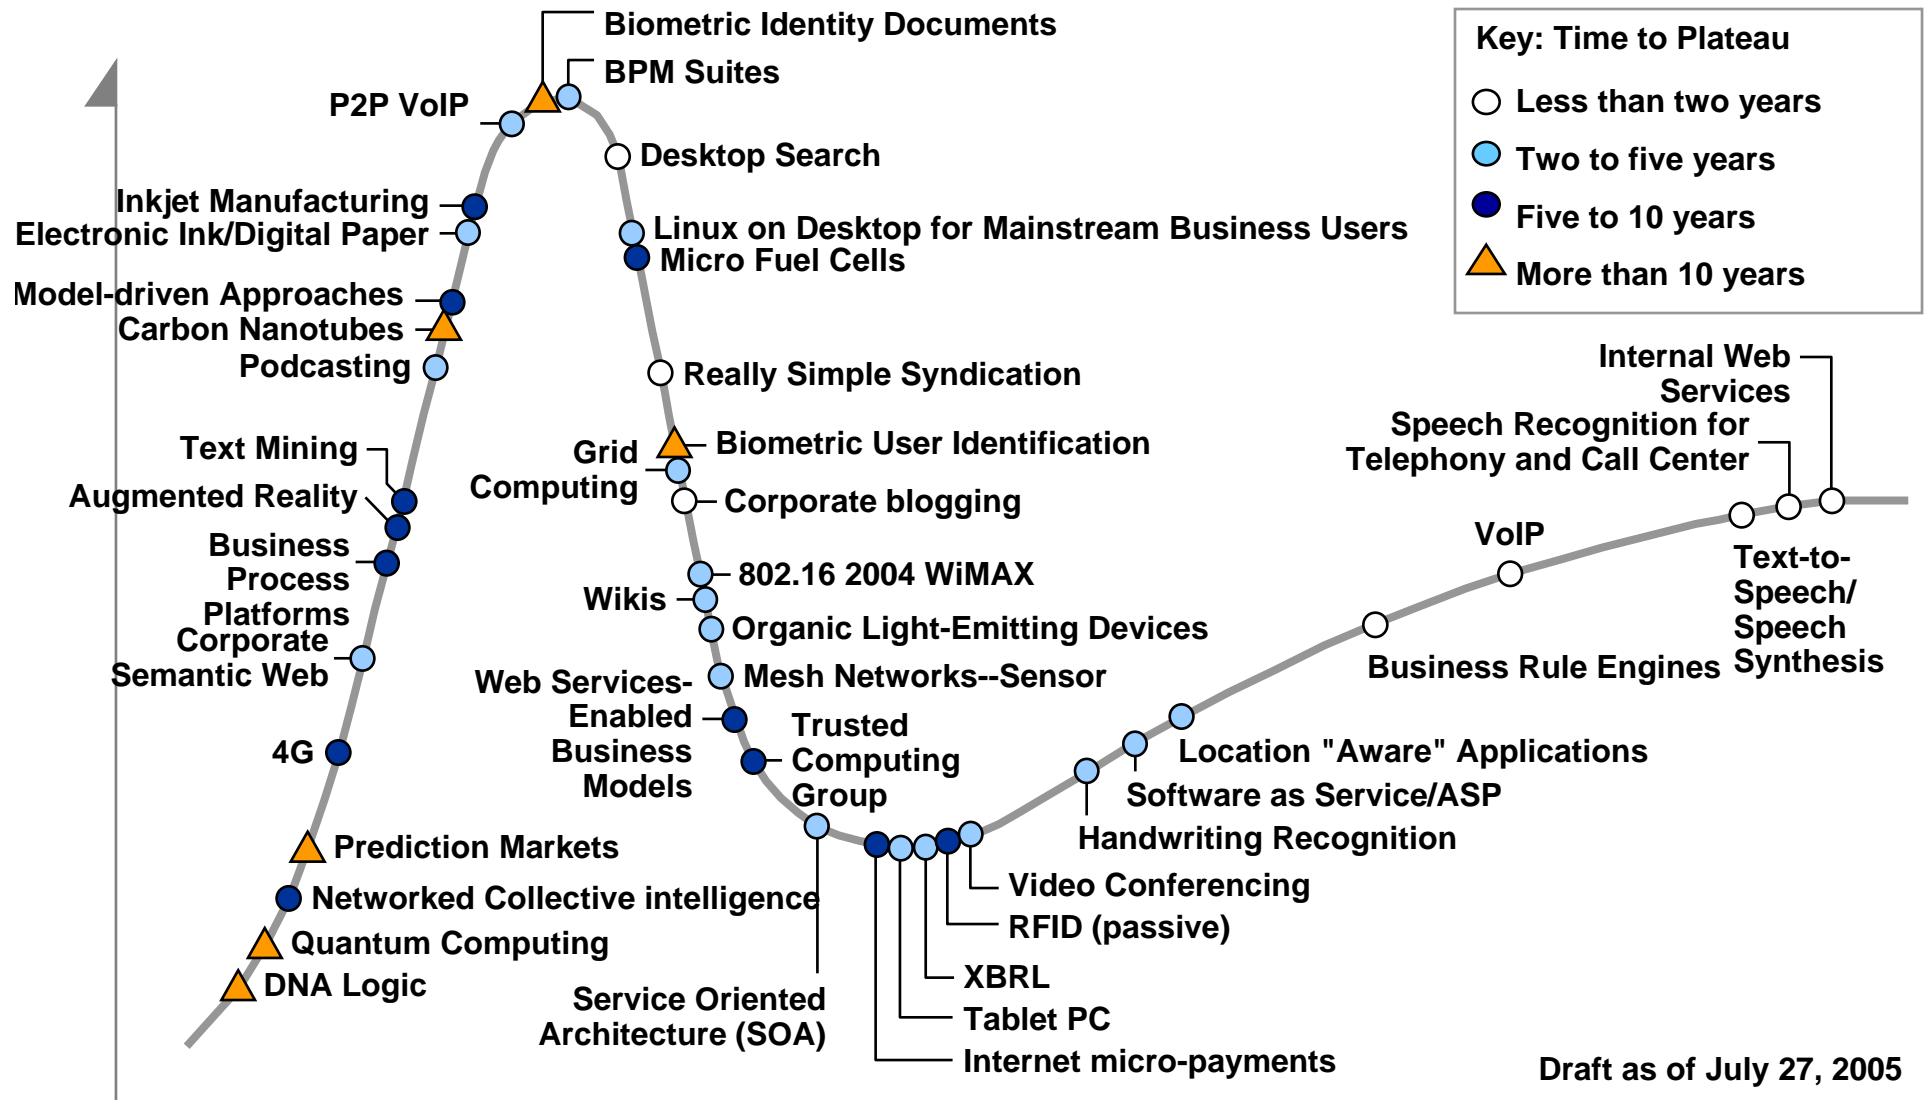 Biometric Identity Documents
BPM Suites
P2P VoIP
Desktop Search
Inkjet Manufacturing
Electronic Ink/Digital Paper
Linux on Desktop for Mainstream Business Users
Micro Fuel Cells
Model-driven Approaches
Carbon Nanotubes
Podcasting
Really Simple Syndication
Text Mining
Augmented Reality
Biometric User Identification
Grid
Computing
Corporate blogging
Business
Process
Platforms
Corporate
Semantic Web
802.16 2004 WiMAX
Wikis
Organic Light-Emitting Devices
Mesh Networks--Sensor
Web Services-
Enabled
Business
Models
Trusted
Computing
Group
4G
Prediction Markets
Networked Collective intelligence
Quantum Computing
DNA Logic
Service Oriented
Architecture (SOA)
Video Conferencing
RFID (passive)
XBRL
Tablet PC
Internet micro-payments
Handwriting Recognition
Software as Service/ASP
Location "Aware" Applications
Business Rule Engines
VoIP
Text-to-
Speech/
Speech
Synthesis
Speech Recognition for
Telephony and Call Center
Internal Web
Services
Key: Time to Plateau
Less than two years
Two to five years
Five to 10 years
More than 10 years
Draft as of July 27, 2005